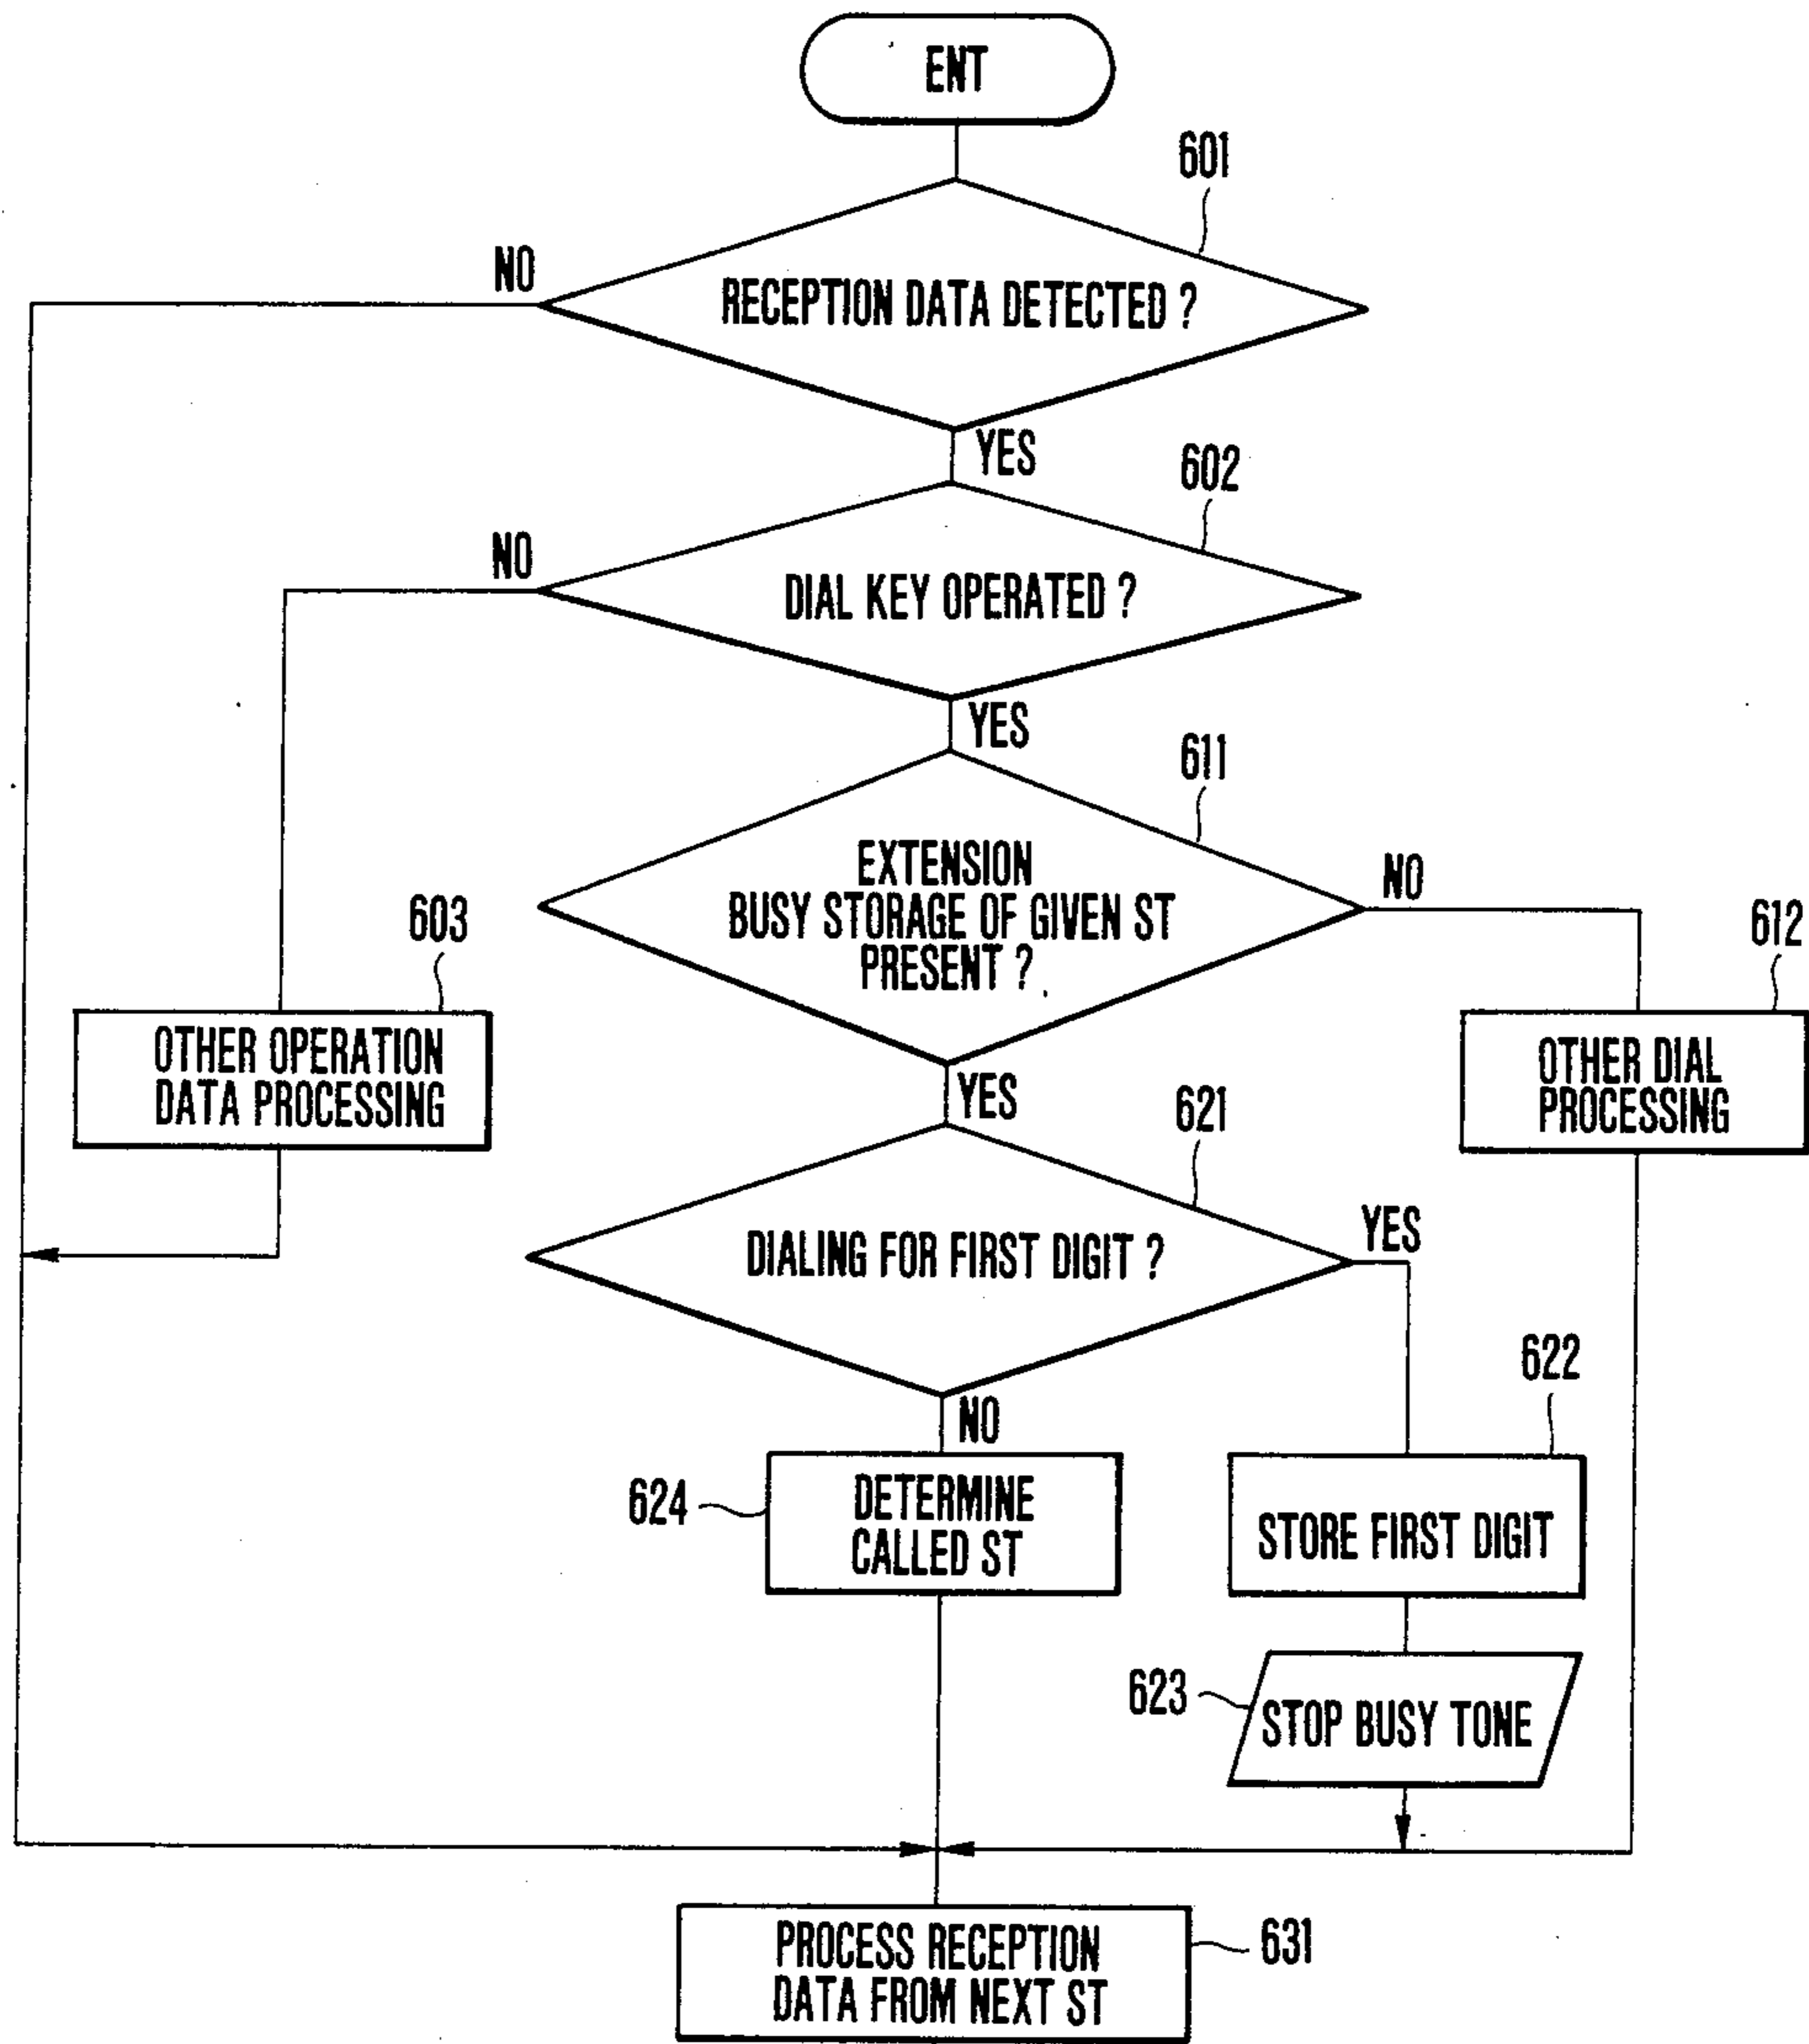 ENT
601
NO
RECEPTION DATA DETECTED ?
YES
602
NO
DIAL KEY OPERATED ?
YES
611
EXTENSION
BUSY STORAGE OF GIVEN ST
PRESENT ?
NO
603
612
OTHER OPERATION
DATA PROCESSING
OTHER DIAL
PROCESSING
YES
621
DIALING FOR FIRST DIGIT ?
YES
622
NO
624
DETERMINE
CALLED ST
STORE FIRST DIGIT
623
STOP BUSY TONE
PROCESS RECEPTION
DATA FROM NEXT ST
631